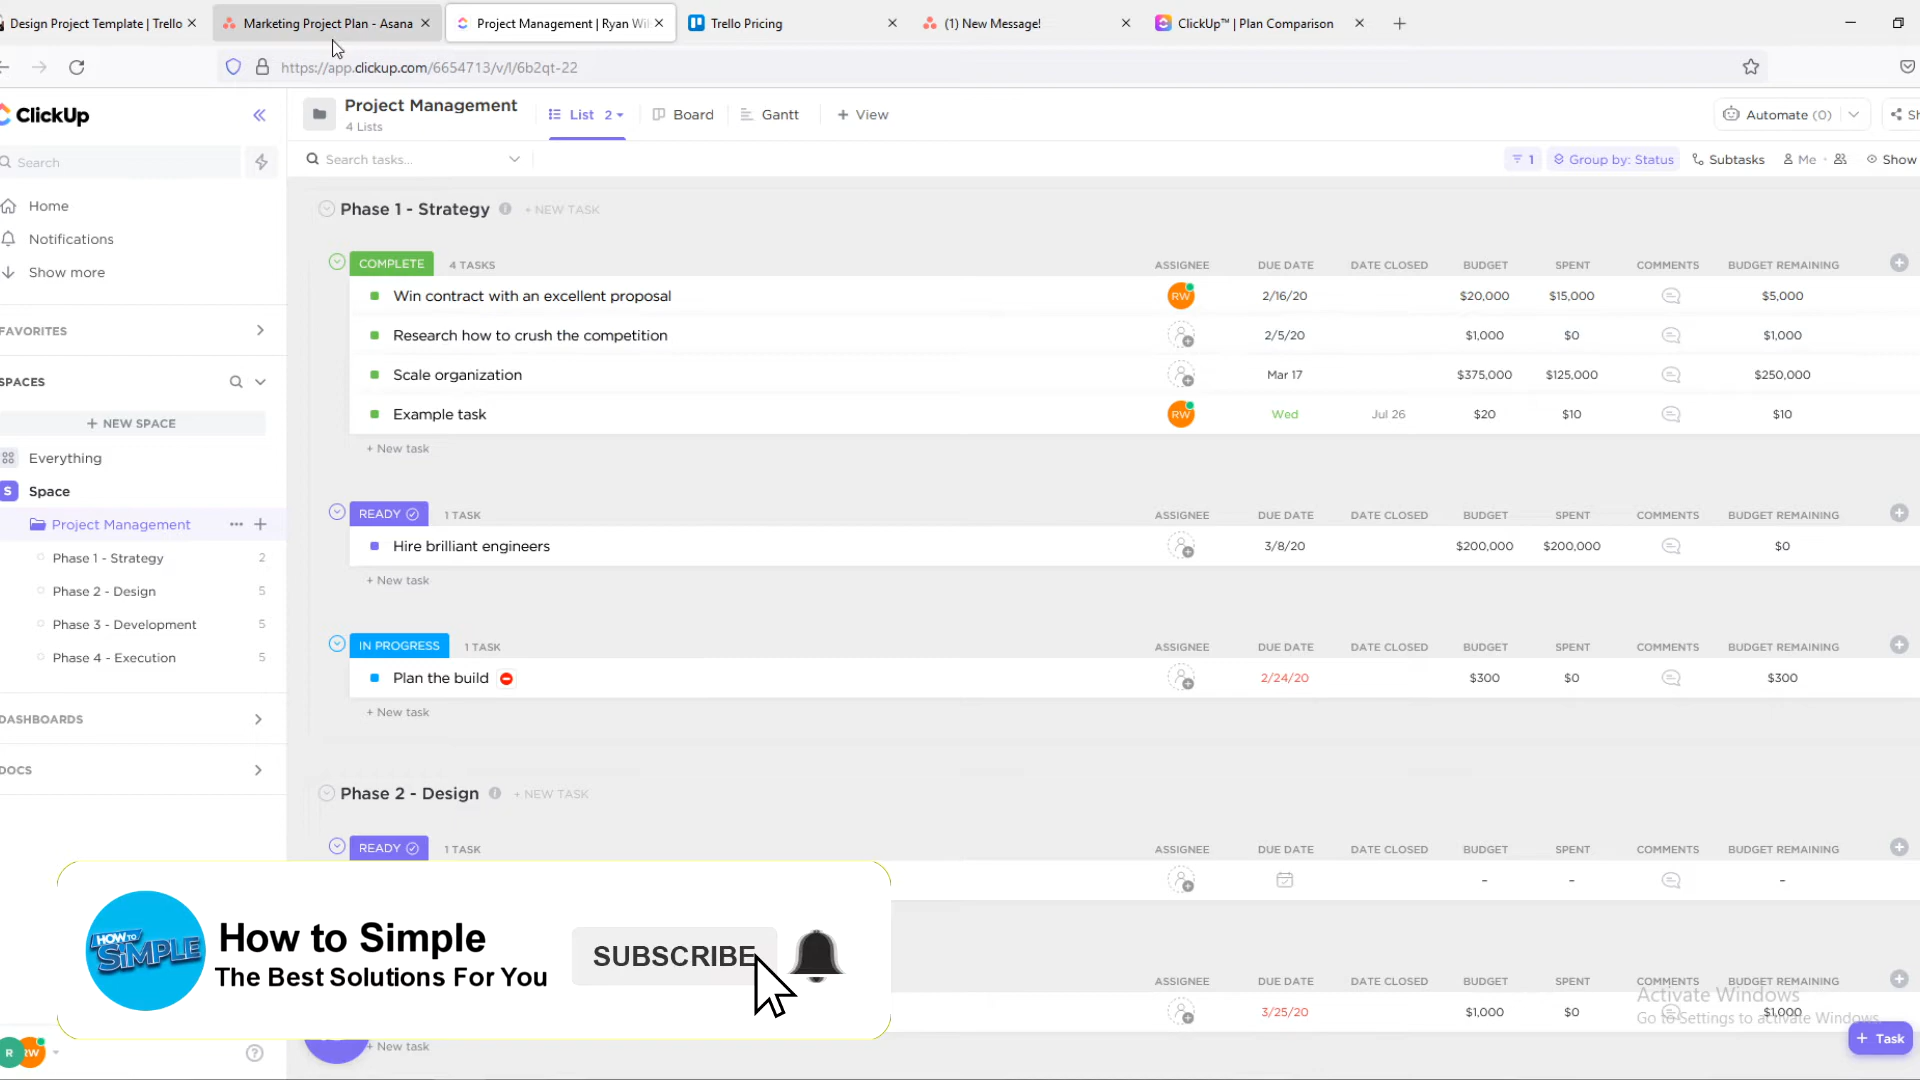 Design Project Template | Trello
Marketing Project Plan - Asana
Project Management | Ryan Wil
Trello Pricing
(1) New Message!
ClickUp™ | Plan Comparison
https://app.clickup.com/6654713/v/l/6b2qt-22
ClickUp
Project Management
4 Lists
List 2
Board
Gantt
+ View
Automate (0)
Sh
Search
Search tasks...
1
Group by: Status
Subtasks
Me
Show
Home
Notifications
Show more
FAVORITES
SPACES
+ NEW SPACE
Everything
S Space
Project Management
Phase 1 - Strategy 2
Phase 2 - Design 5
Phase 3 - Development 5
Phase 4 - Execution 5
DASHBOARDS
DOCS
R RW
Phase 1 - Strategy + NEW TASK
COMPLETE 4 TASKS ASSIGNEE DUE DATE DATE CLOSED BUDGET SPENT COMMENTS BUDGET REMAINING
Win contract with an excellent proposal RW 2/16/20 $20,000 $15,000 $5,000
Research how to crush the competition 2/5/20 $1,000 $0 $1,000
Scale organization Mar 17 $375,000 $125,000 $250,000
Example task RW Wed Jul 26 $20 $10 $10
+ New task
READY 1 TASK ASSIGNEE DUE DATE DATE CLOSED BUDGET SPENT COMMENTS BUDGET REMAINING
Hire brilliant engineers 3/8/20 $200,000 $200,000 $0
+ New task
IN PROGRESS 1 TASK ASSIGNEE DUE DATE DATE CLOSED BUDGET SPENT COMMENTS BUDGET REMAINING
Plan the build 2/24/20 $300 $0 $300
+ New task
Phase 2 - Design + NEW TASK
READY 1 TASK ASSIGNEE DUE DATE DATE CLOSED BUDGET SPENT COMMENTS BUDGET REMAINING
- - -
ASSIGNEE DUE DATE DATE CLOSED BUDGET SPENT COMMENTS BUDGET REMAINING
3/25/20 $1,000 $0 $1,000
+ New task
HOW TO SIMPLE
How to Simple
The Best Solutions For You
SUBSCRIBE
Activate Windows
Go to Settings to activate Windows.
+ Task